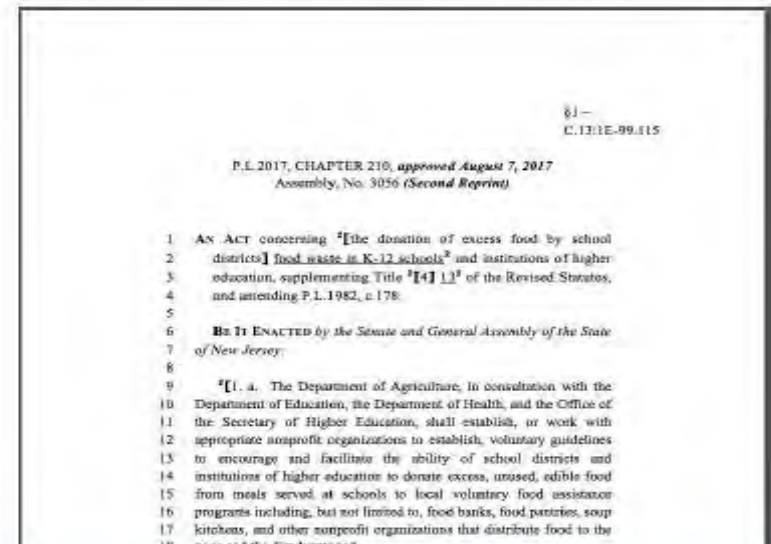 §1 –
C.13:1E-99.115
P.L.2017, CHAPTER 210, approved August 7, 2017
Assembly, No. 3056 (Second Reprint)
1 AN ACT concerning ²[the donation of excess food by school
2 districts] food waste in K-12 schools² and institutions of higher
3 education, supplementing Title ²[4] 13² of the Revised Statutes,
4 and amending P.L.1982, c.178.
5
6 BE IT ENACTED by the Senate and General Assembly of the State
7 of New Jersey:
8
9 ²[1. a. The Department of Agriculture, in consultation with the
10 Department of Education, the Department of Health, and the Office of
11 the Secretary of Higher Education, shall establish, or work with
12 appropriate nonprofit organizations to establish, voluntary guidelines
13 to encourage and facilitate the ability of school districts and
14 institutions of higher education to donate excess, unused, edible food
15 from meals served at schools to local voluntary food assistance
16 programs including, but not limited to, food banks, food pantries, soup
17 kitchens, and other nonprofit organizations that distribute food to the